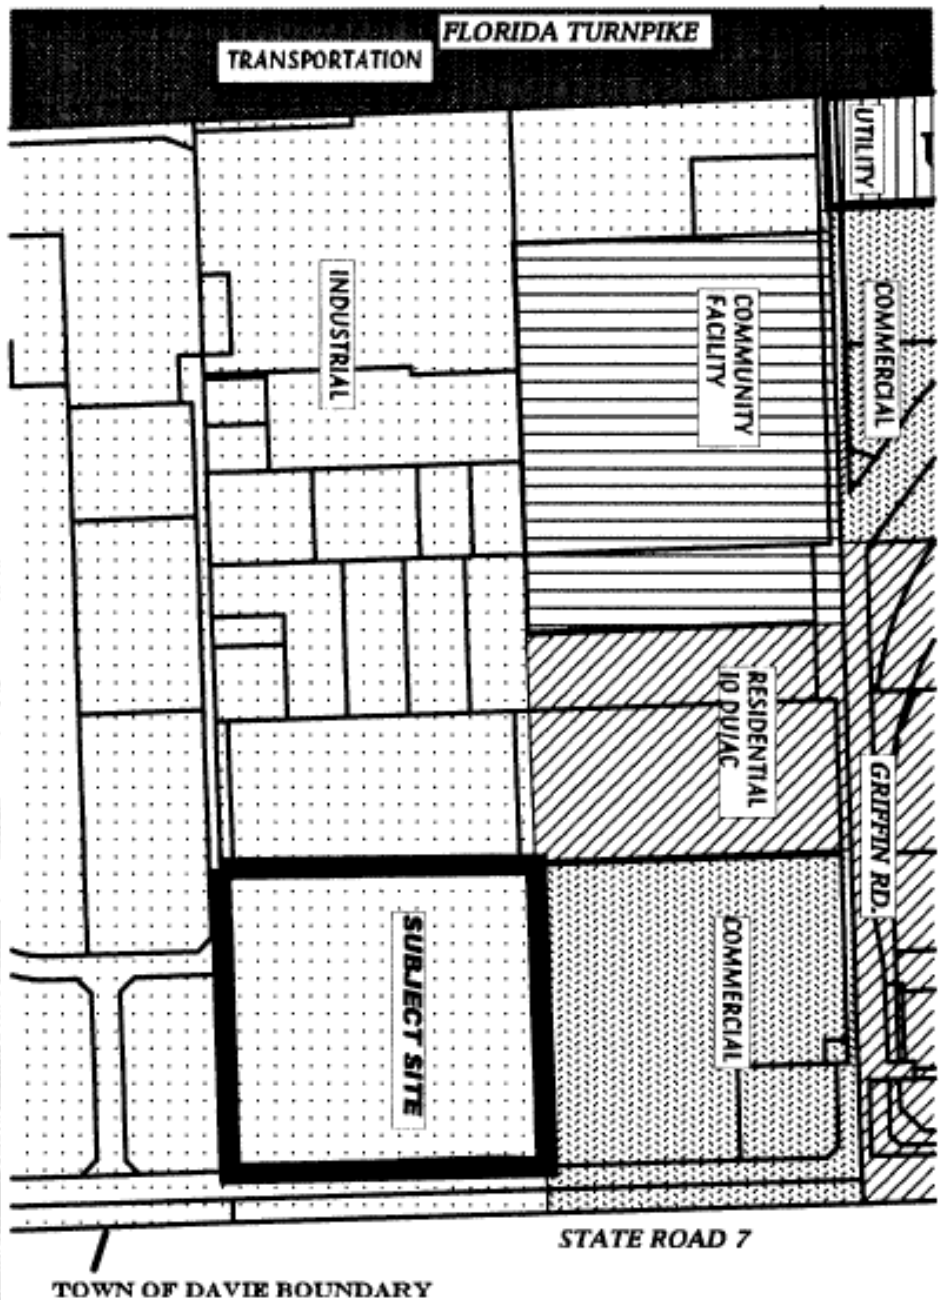 FLORIDA TURNPIKE
TRANSPORTATION
UTILITY
COMMERCIAL
INDUSTRIAL
COMMUNITY
FACILITY
RESIDENTIAL
10 DU/AC
GRIFFIN RD.
SUBJECT SITE
COMMERCIAL
STATE ROAD 7
TOWN OF DAVIE BOUNDARY